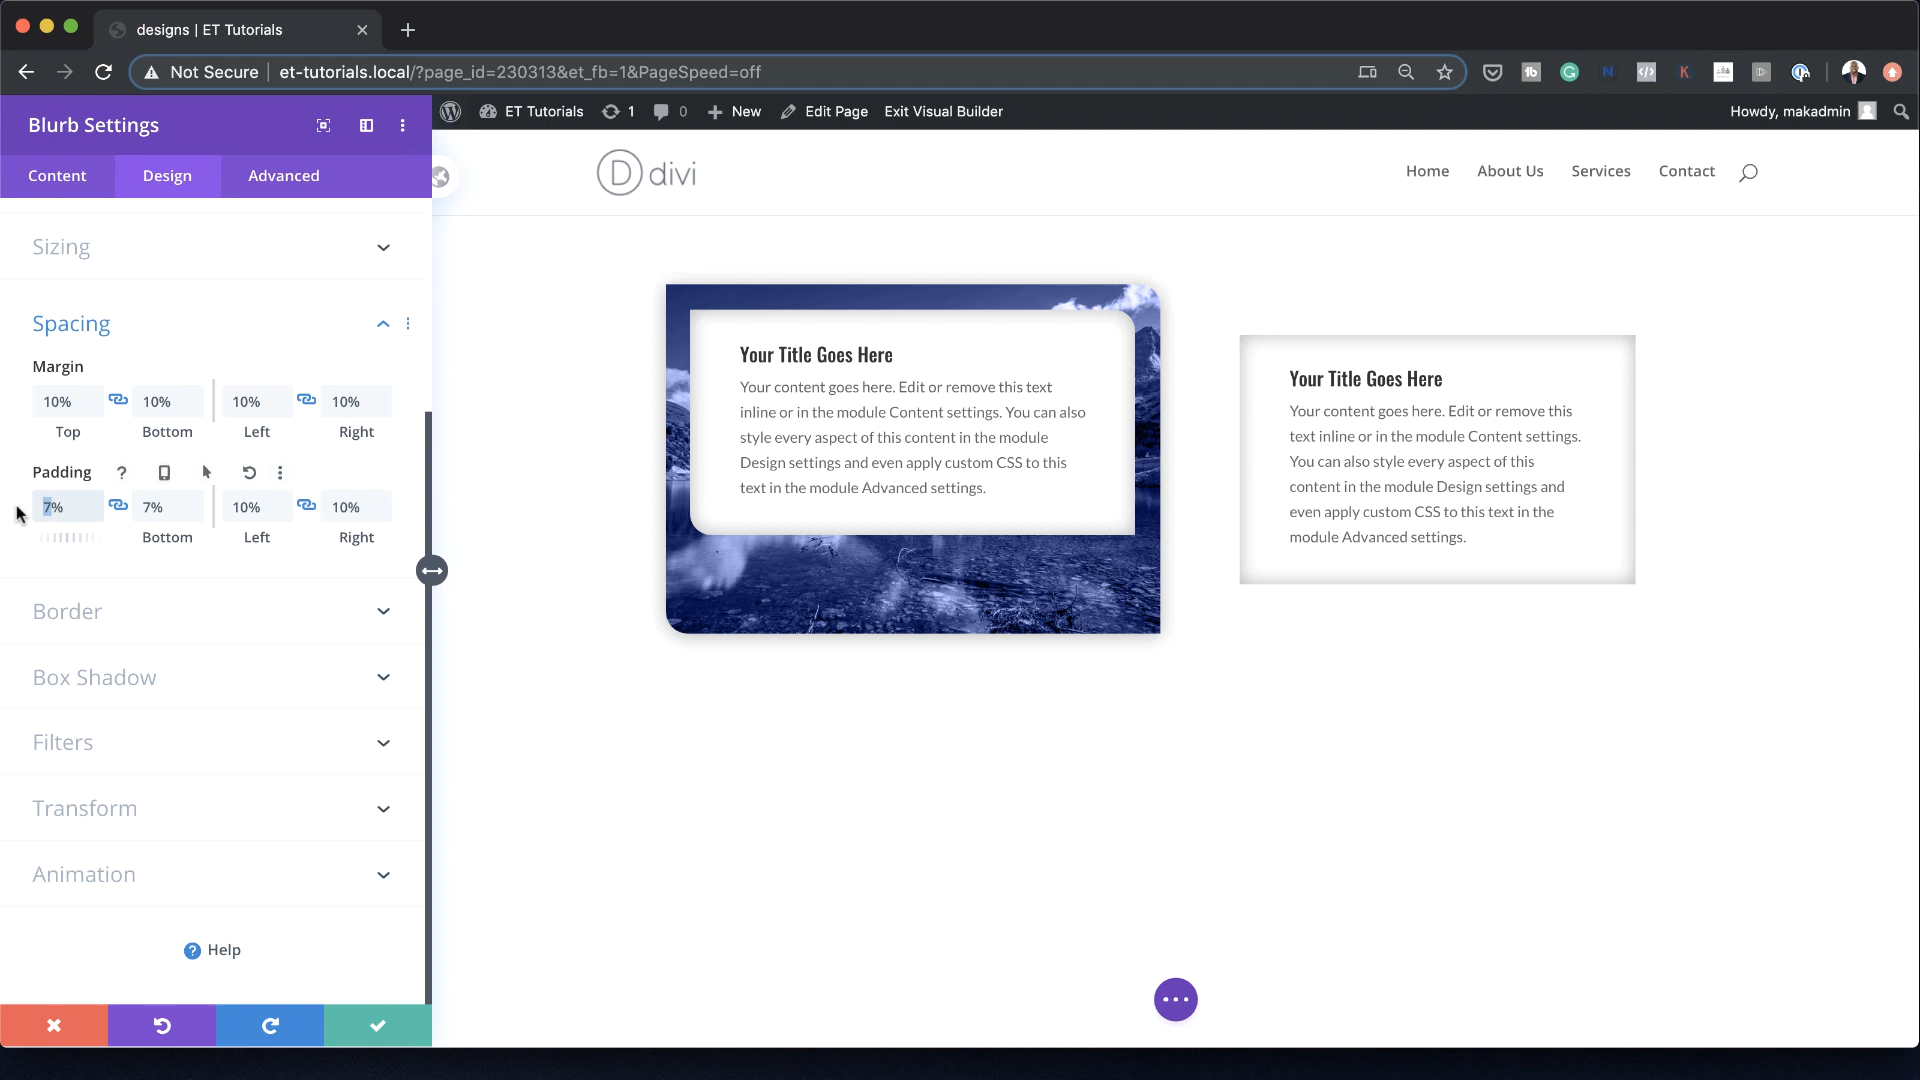 designs | ET Tutorials
Not Secure
et-tutorials.local/?page_id=230313&et_fb=1&PageSpeed=off
Blurb Settings
ET Tutorials
1
0
New
Edit Page
Exit Visual Builder
Howdy, makadmin
Content
Design
Advanced
divi
Home
About Us
Services
Contact
Sizing
Spacing
Margin
10%
10%
10%
10%
Top
Bottom
Left
Right
Padding
?
7%
7%
10%
10%
Bottom
Left
Right
Border
Box Shadow
Filters
Transform
Animation
? Help
Your Title Goes Here
Your content goes here. Edit or remove this text
inline or in the module Content settings. You can also
style every aspect of this content in the module
Design settings and even apply custom CSS to this
text in the module Advanced settings.
Your Title Goes Here
Your content goes here. Edit or remove this
text inline or in the module Content settings.
You can also style every aspect of this
content in the module Design settings and
even apply custom CSS to this text in the
module Advanced settings.